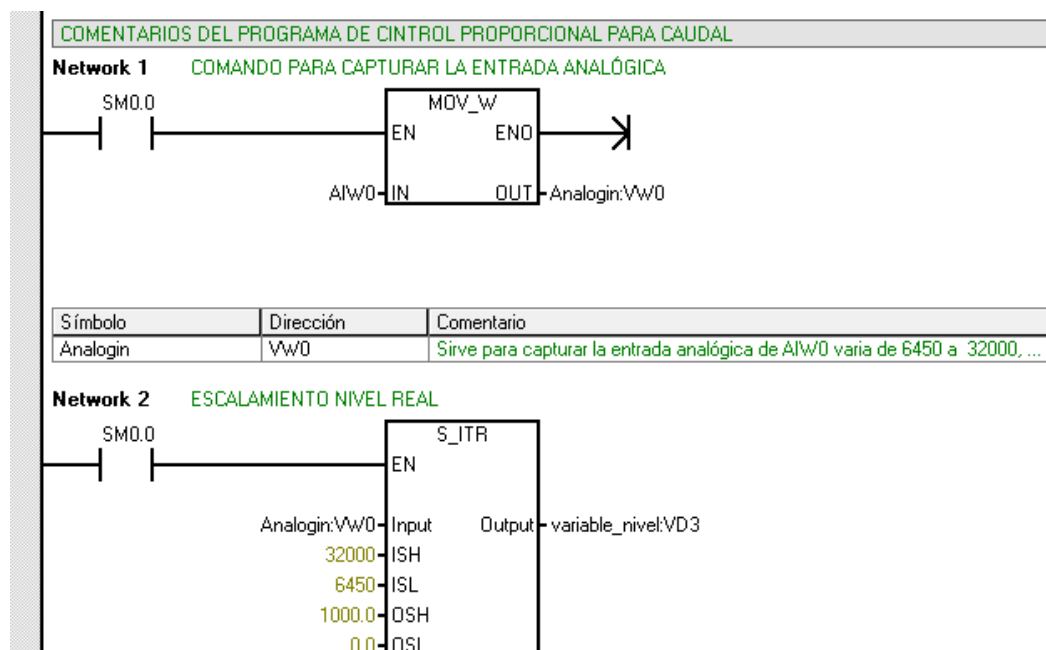 COMENTARIOS DEL PROGRAMA DE CINTROL PROPORCIONAL PARA CAUDAL
Network 1 COMANDO PARA CAPTURAR LA ENTRADA ANALÓGICA
SM0.0 MOV_W
EN ENO
AIW0 IN OUT Analogin:VW0
Símbolo Dirección Comentario
Analogin VW0 Sirve para capturar la entrada analógica de AIW0 varia de 6450 a 32000, ...
Network 2 ESCALAMIENTO NIVEL REAL
SM0.0 S_ITR
EN
Analogin:VW0 Input Output variable_nivel:VD3
32000 ISH
6450 ISL
1000.0 OSH
0.0 OSL